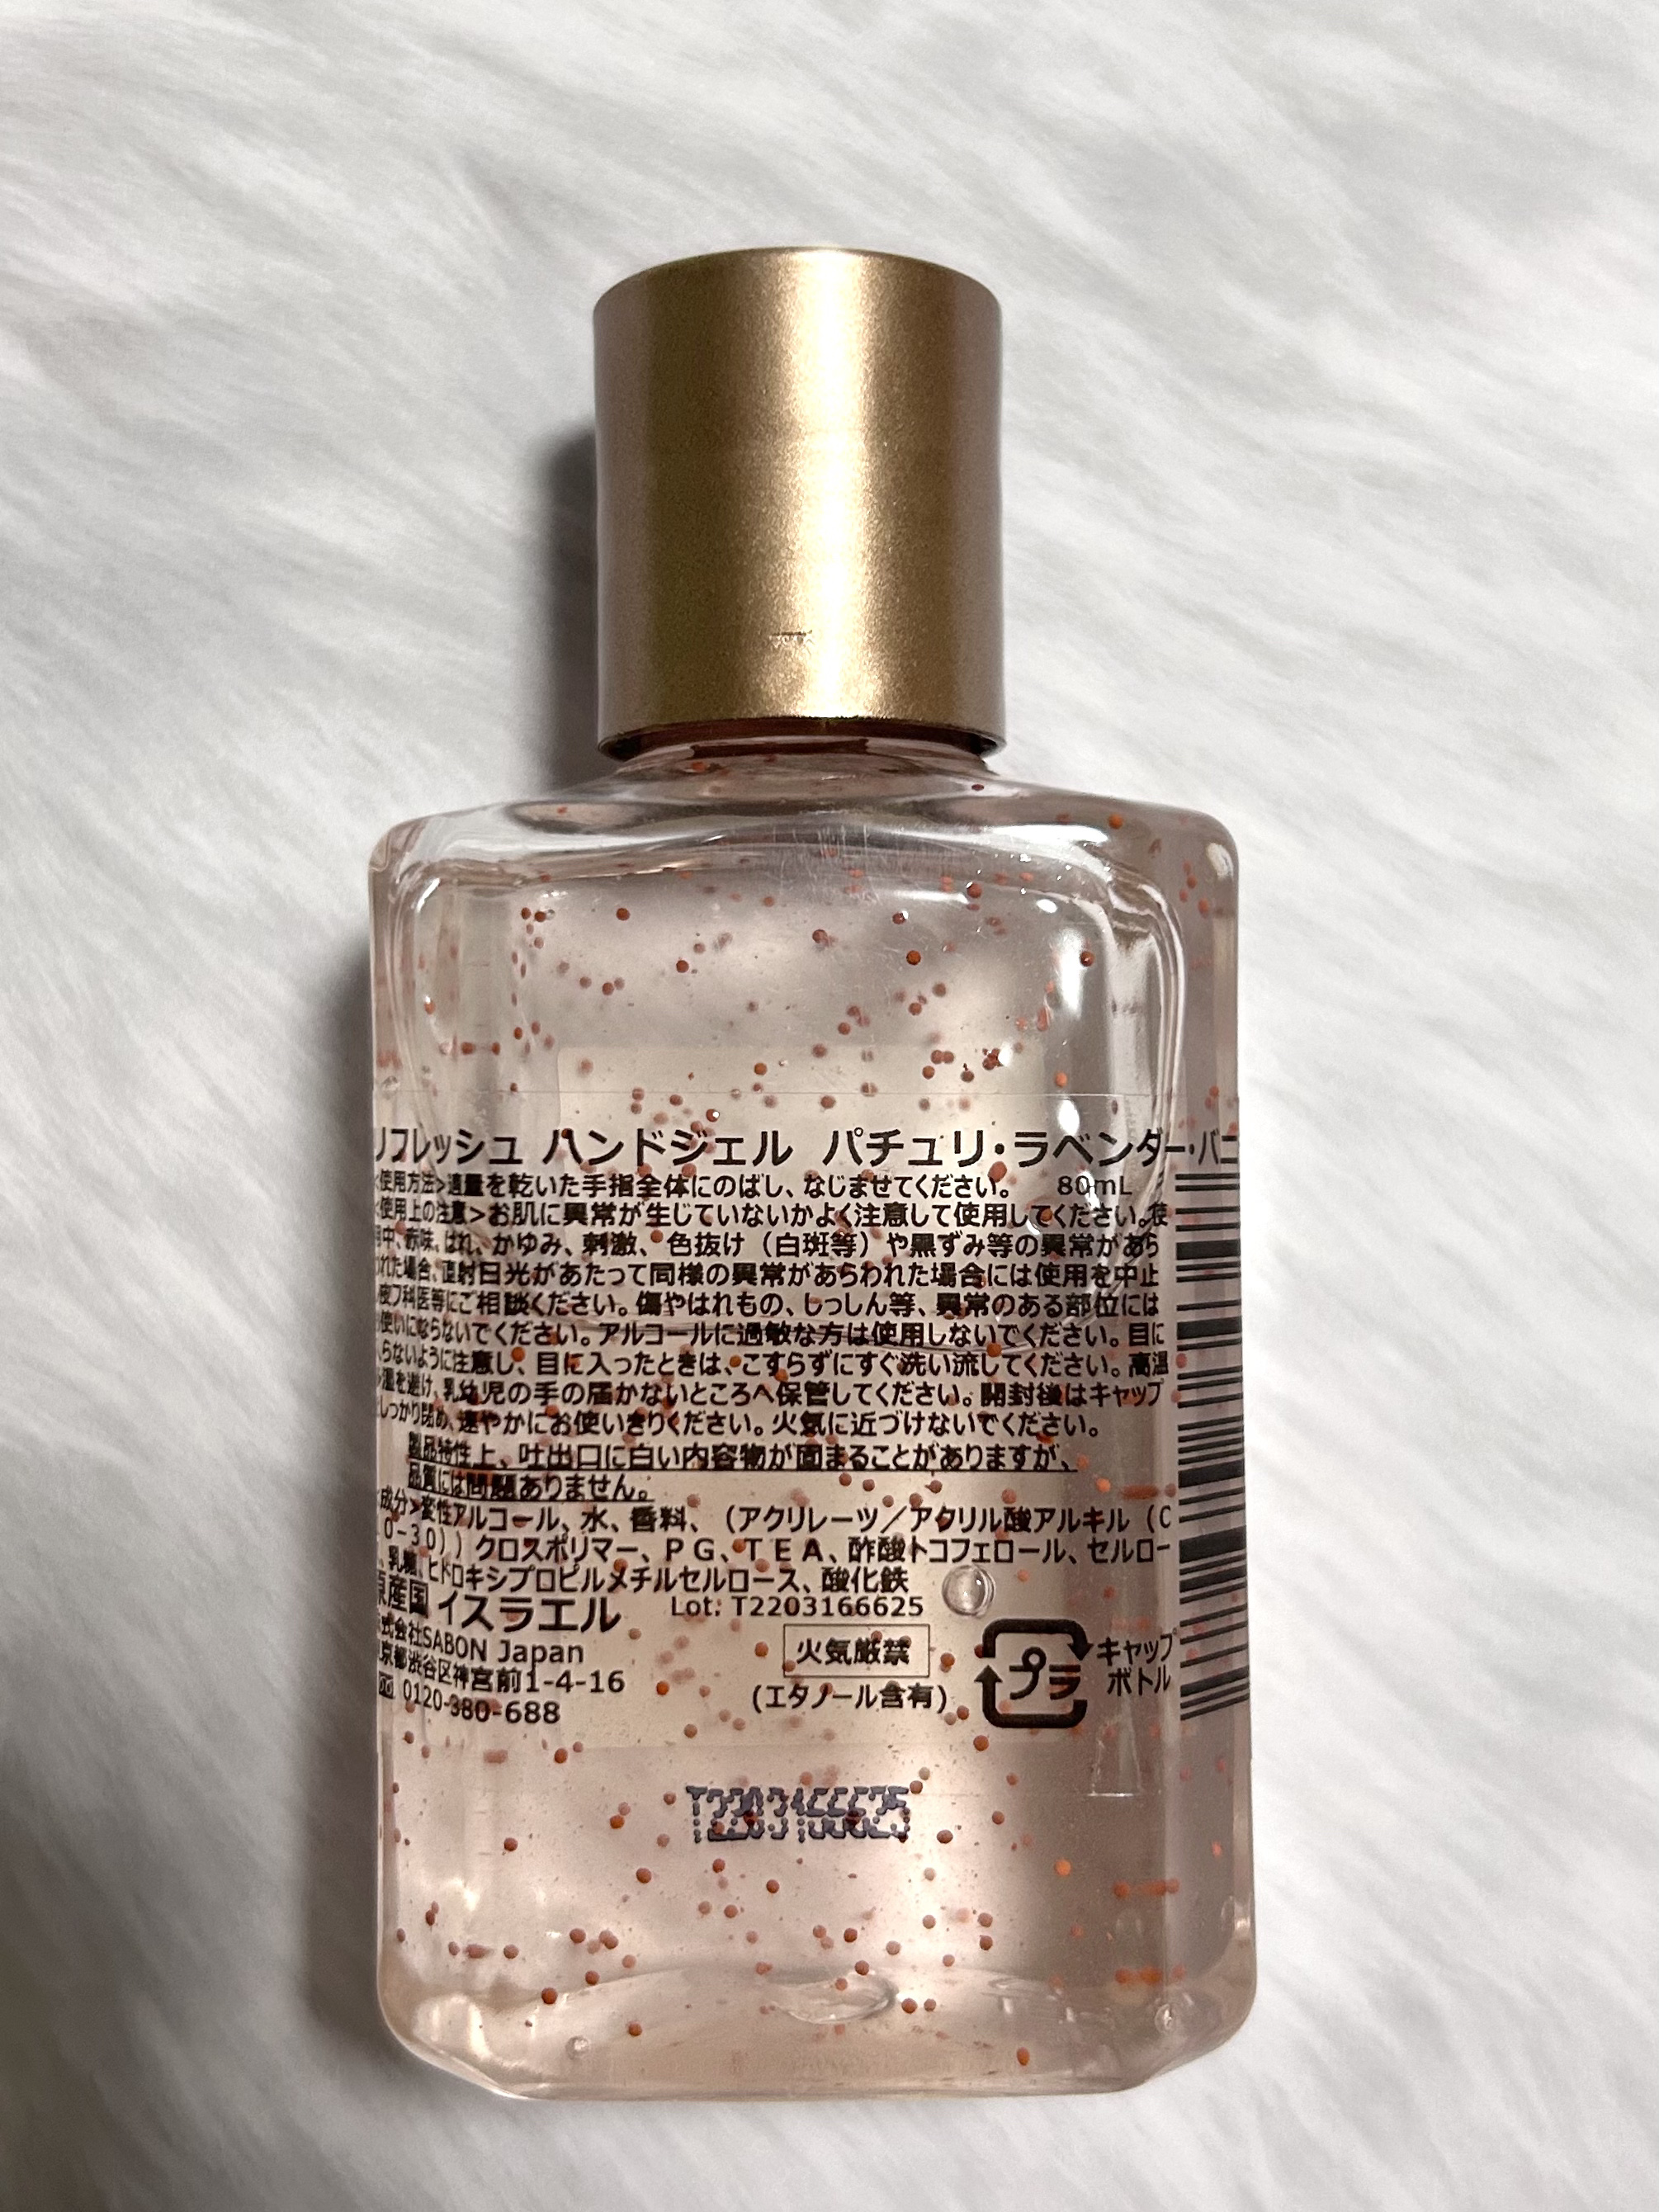 リフレッシュ ハンドジェル パチュリ・ラベンダー・バニ
<使用方法>適量を乾いた手指全体にのばし、なじませてください。 80mL
<使用上の注意>お肌に異常が生じていないかよく注意して使用してください。使
用中、赤味、はれ、かゆみ、刺激、色抜け（白斑等）や黒ずみ等の異常があら
われた場合、直射日光があたって同様の異常があらわれた場合には使用を中止
皮フ科医等にご相談ください。傷やはれもの、しっしん等、異常のある部位には
使いにならないでください。アルコールに過敏な方は使用しないでください。目に
らないように注意し、目に入ったときは、こすらずにすぐ洗い流してください。高温
温を避け、乳幼児の手の届かないところへ保管してください。開封後はキャップ
しっかり閉め、速やかにお使いきりください。火気に近づけないでください。
製品特性上、吐出口に白い内容物が固まることがありますが、
品質には問題ありません。
<成分>変性アルコール、水、香料、（アクリレーツ／アクリル酸アルキル（C
0-30））クロスポリマー、PG、TEA、酢酸トコフェロール、セルロー
、乳糖、ヒドロキシプロピルメチルセルロース、酸化鉄
原産国 イスラエル Lot: T2203166625
式会社SABON Japan
京都渋谷区神宮前1-4-16
0120-380-688
火気厳禁
(エタノール含有)
プラ
キャップ
ボトル
T2203166625